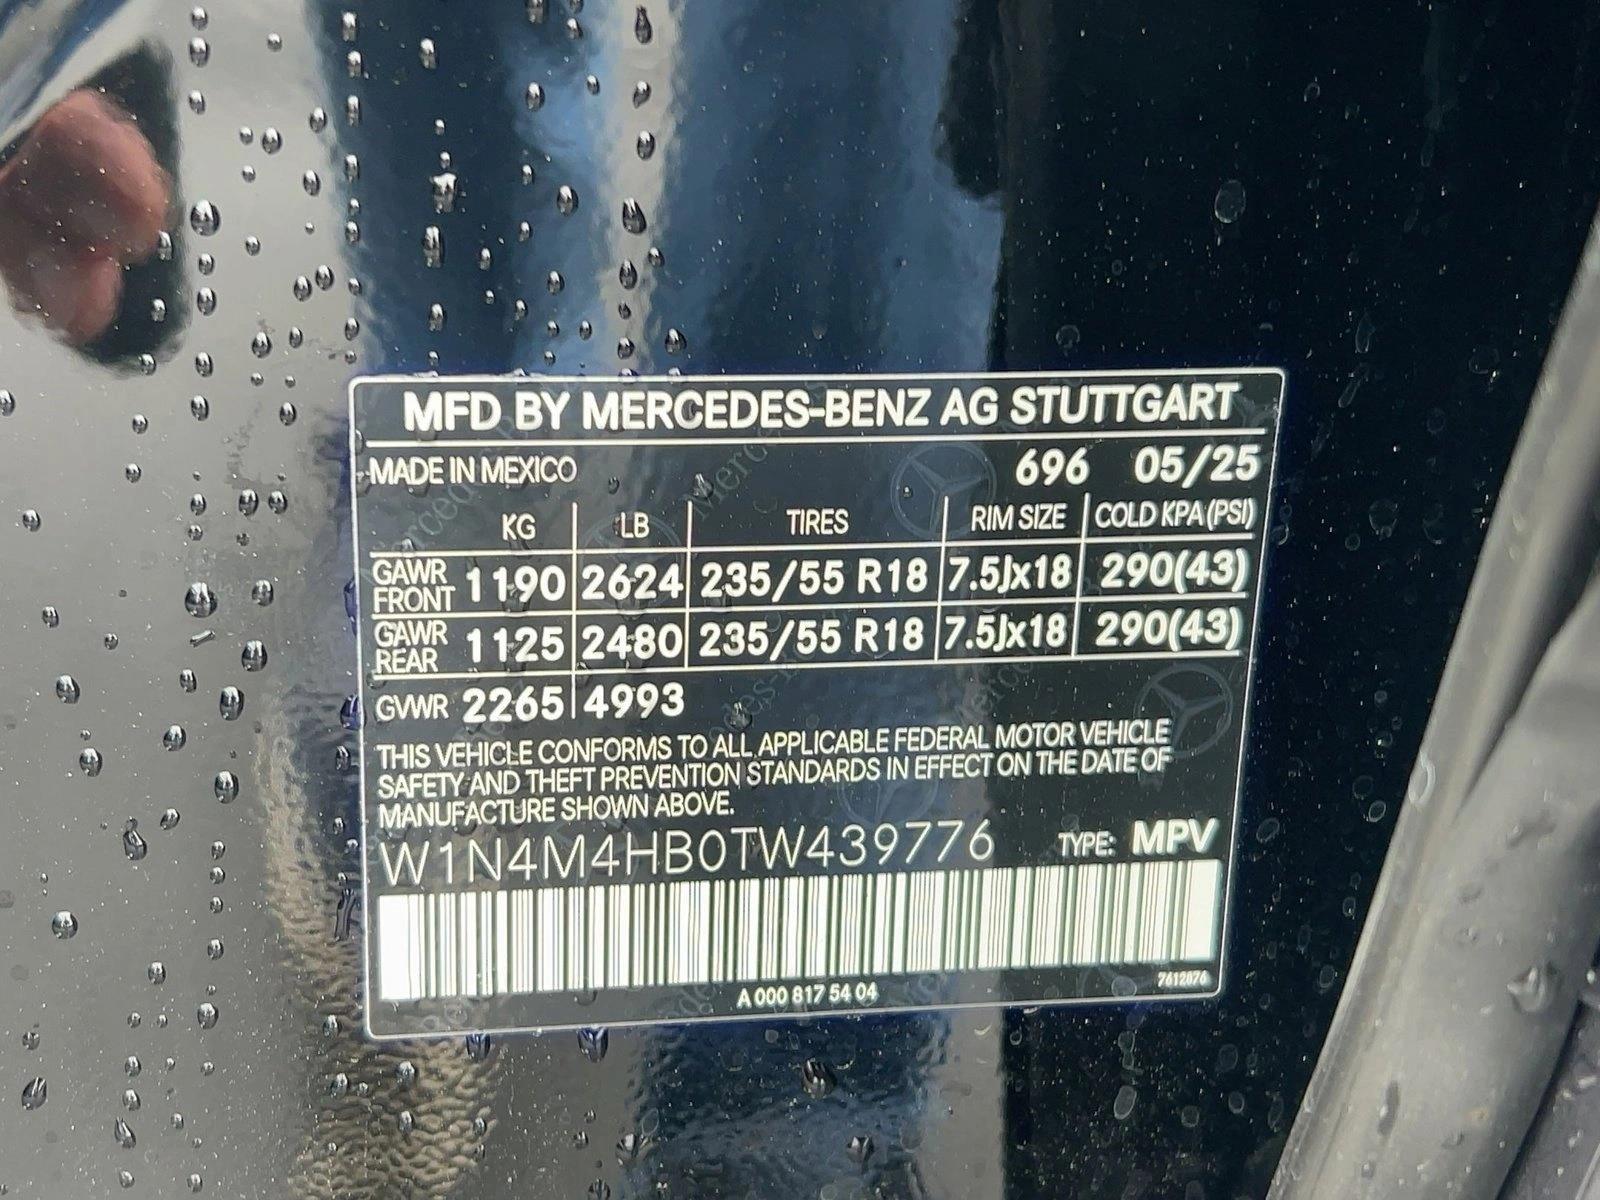 MFD BY MERCEDES-BENZ AG STUTTGART
MADE IN MEXICO 696 05/25
KG LB TIRES RIM SIZE COLD KPA(PSI)
GAWR FRONT 1190 2624 235/55 R18 7.5Jx18 290(43)
GAWR REAR 1125 2480 235/55 R18 7.5Jx18 290(43)
GVWR 2265 4993
THIS VEHICLE CONFORMS TO ALL APPLICABLE FEDERAL MOTOR VEHICLE
SAFETY AND THEFT PREVENTION STANDARDS IN EFFECT ON THE DATE OF
MANUFACTURE SHOWN ABOVE.
W1N4M4HB0TW439776 TYPE: MPV
A 000 817 54 04 7612876